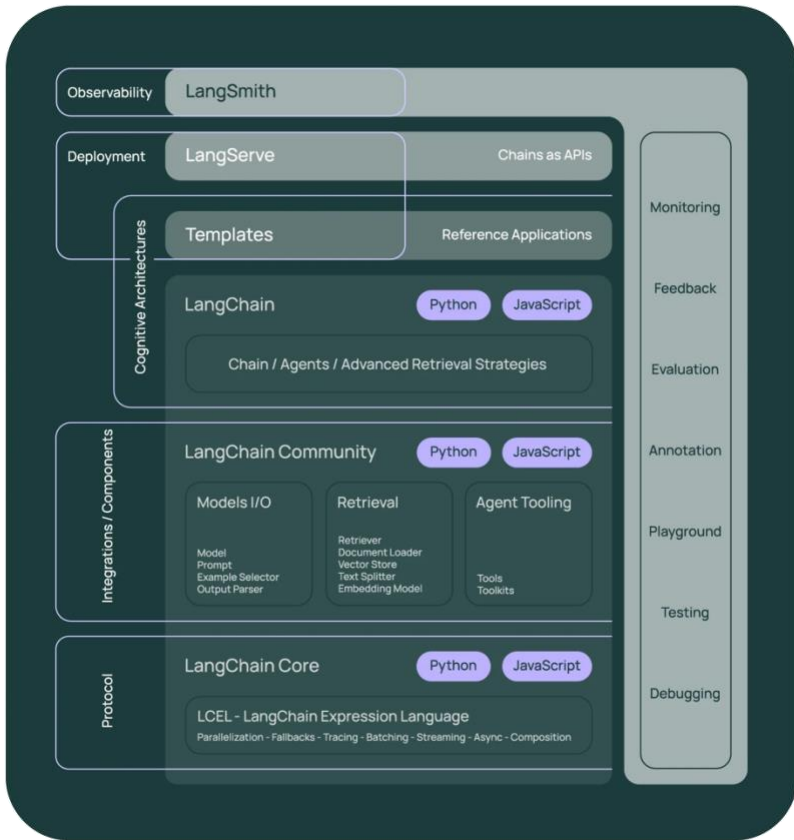 Observability
LangSmith
Deployment
LangServe
Chains as APIs
Cognitive Architectures
Templates
Reference Applications
LangChain
Python
JavaScript
Chain / Agents / Advanced Retrieval Strategies
Integrations / Components
LangChain Community
Python
JavaScript
Models I/O
Model
Prompt
Example Selector
Output Parser
Retrieval
Retriever
Document Loader
Vector Store
Text Splitter
Embedding Model
Agent Tooling
Tools
Toolkits
Protocol
LangChain Core
Python
JavaScript
LCEL - LangChain Expression Language
Parallelization - Fallbacks - Tracing - Batching - Streaming - Async - Composition
Monitoring
Feedback
Evaluation
Annotation
Playground
Testing
Debugging